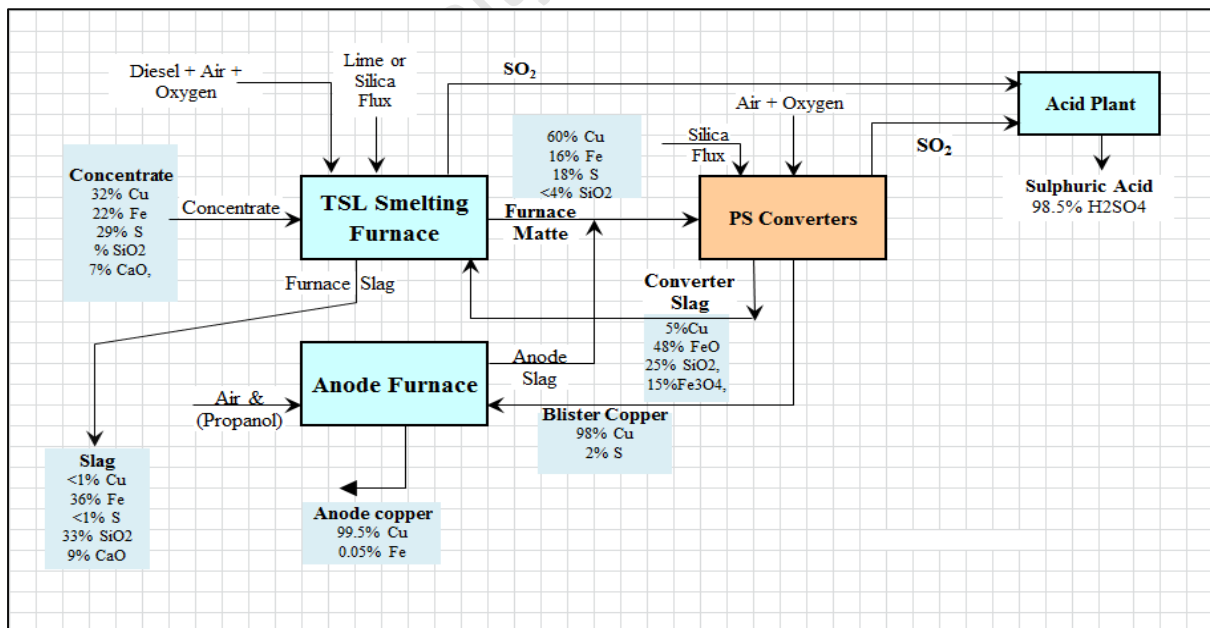 Diesel + Air +
Oxygen
Lime or
Silica
Flux
SO2
Air + Oxygen
Acid Plant
60% Cu
16% Fe
18% S
<4% SiO2
Silica
Flux
SO2
Sulphuric Acid
98.5% H2SO4
Concentrate
32% Cu
22% Fe
29% S
% SiO2
7% CaO,
Concentrate
TSL Smelting
Furnace
Furnace
Matte
PS Converters
Furnace Slag
Converter
Slag
5%Cu
48% FeO
25% SiO2,
15%Fe3O4,
Anode Furnace
Anode
Slag
Air &
(Propanol)
Blister Copper
98% Cu
2% S
Slag
<1% Cu
36% Fe
<1% S
33% SiO2
9% CaO
Anode copper
99.5% Cu
0.05% Fe